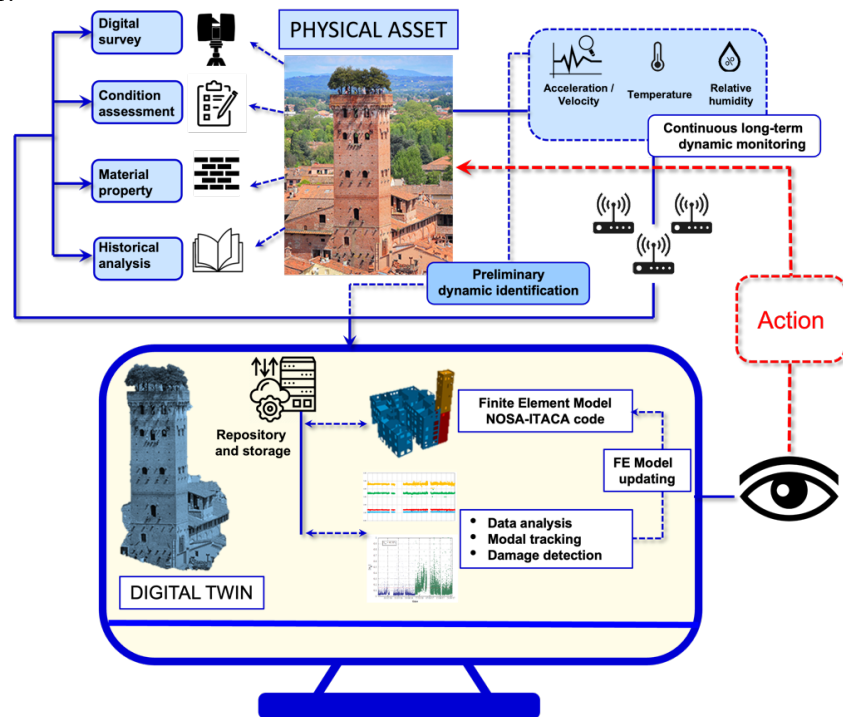 Digital
survey
PHYSICAL ASSET
Condition
assessment
Material
property
Historical
analysis
Acceleration /
Velocity
Temperature
Relative
humidity
Continuous long-term
dynamic monitoring
Preliminary
dynamic identification
Action
Repository
and storage
Finite Element Model
NOSA-ITACA code
FE Model
updating
• Data analysis
• Modal tracking
• Damage detection
DIGITAL TWIN